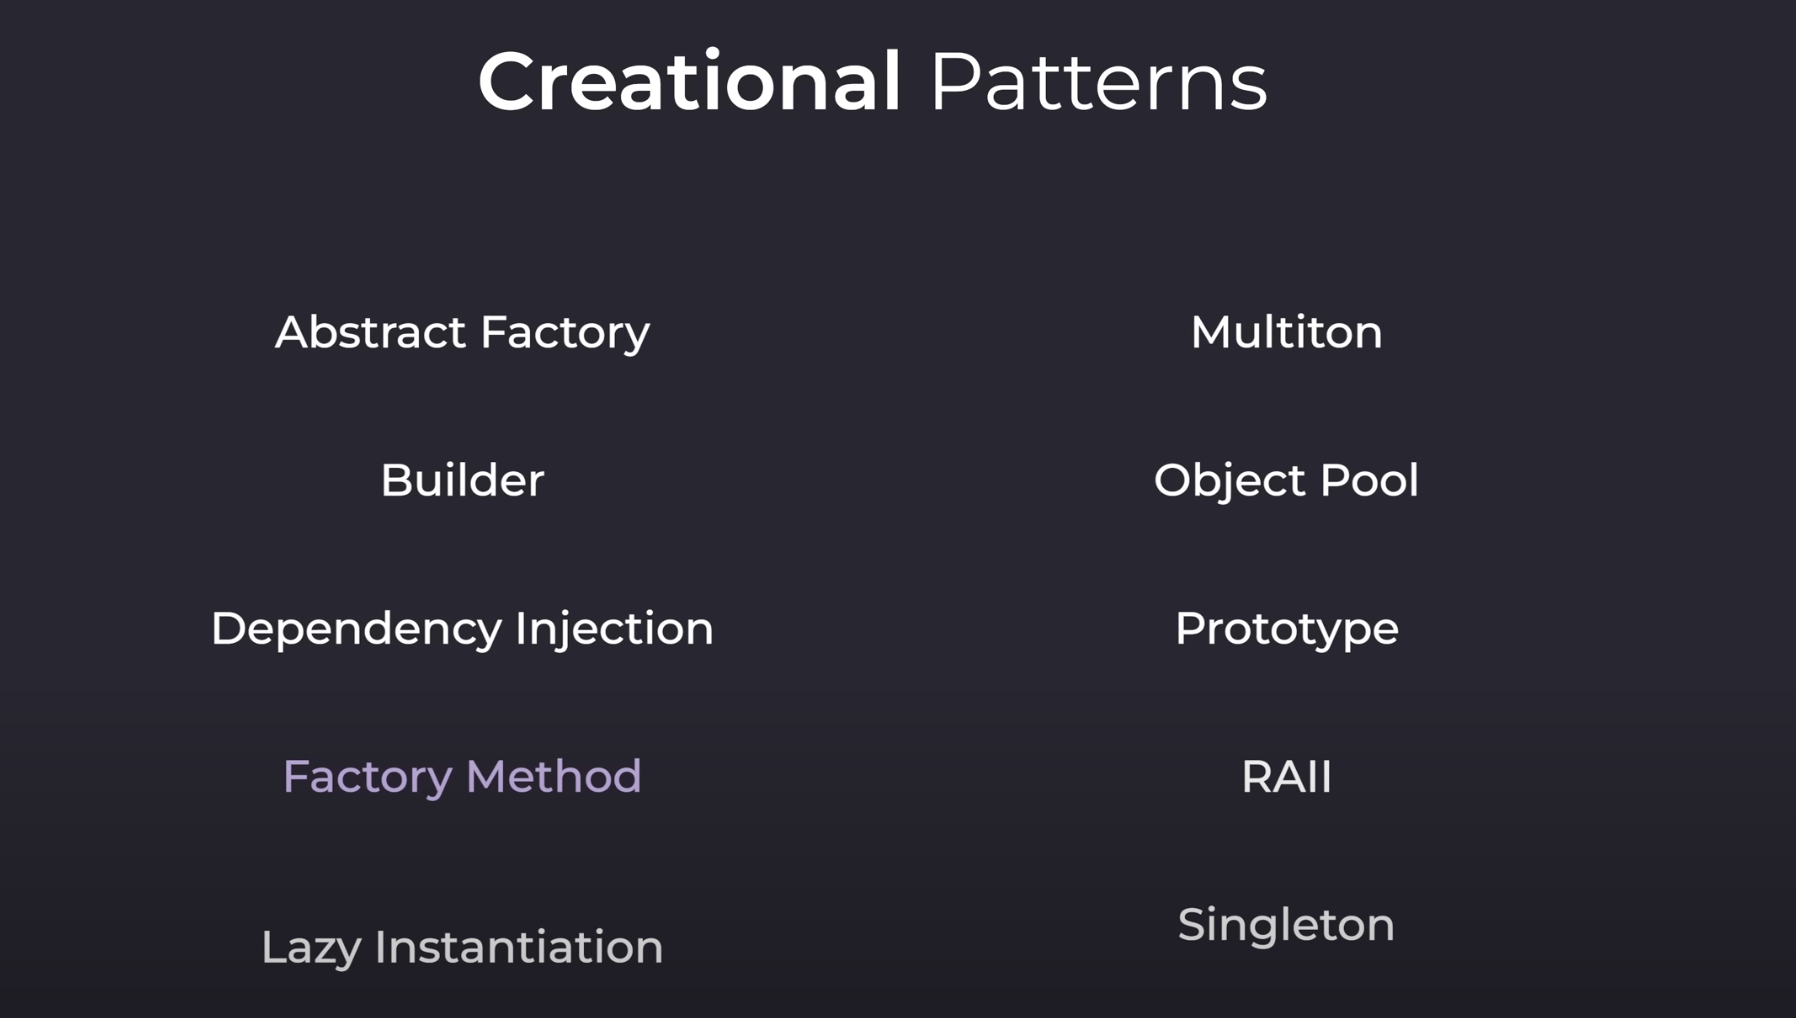 Creational Patterns
Abstract Factory
Builder
Dependency Injection
Factory Method
Lazy Instantiation
Multiton
Object Pool
Prototype
RAII
Singleton